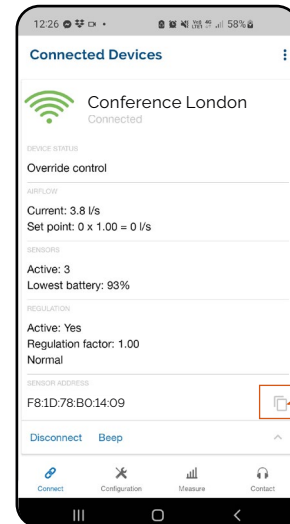 12:26
58%
Connected Devices
Conference London
Connected
DEVICE STATUS
Override control
AIRFLOW
Current: 3.8 l/s
Set point: 0 x 1.00 = 0 l/s
SENSORS
Active: 3
Lowest battery: 93%
REGULATION
Active: Yes
Regulation factor: 1.00
Normal
SENSOR ADDRESS
F8:1D:78:B0:14:09
Disconnect Beep
Connect Configuration Measure Contact